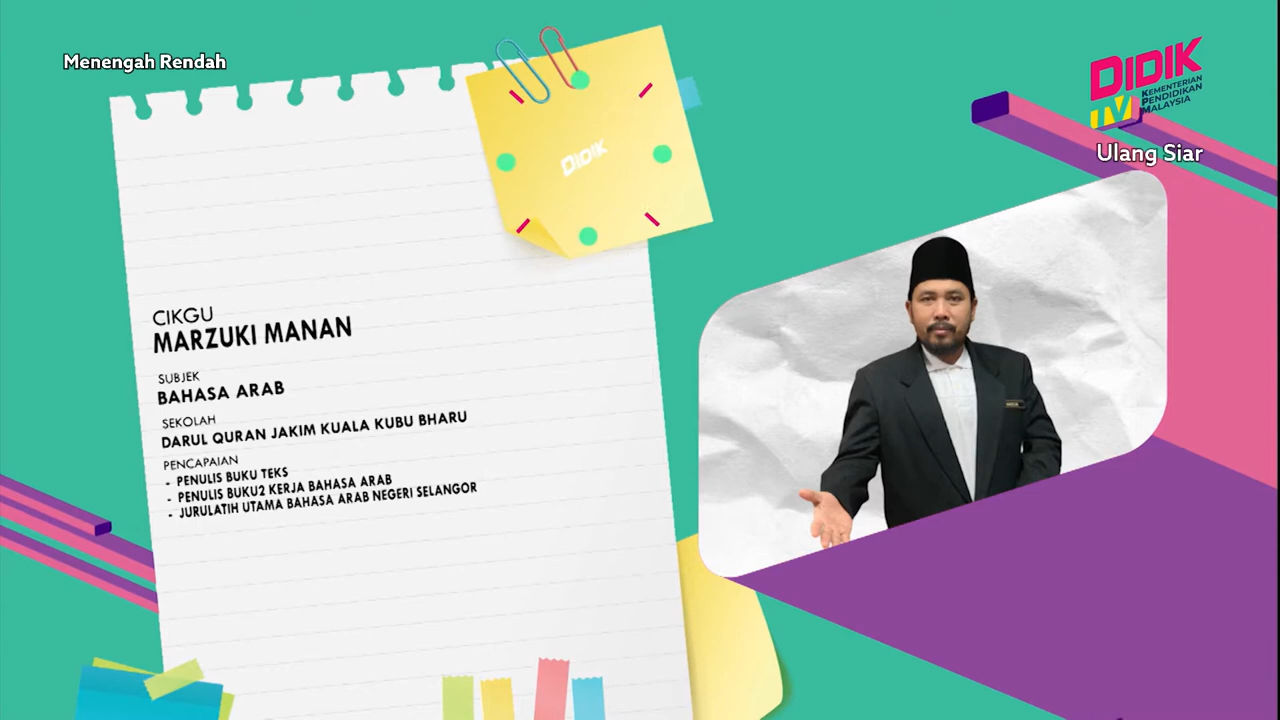 Menengah Rendah
DIDIK
TV
KEMENTERIAN
PENDIDIKAN
MALAYSIA
Ulang Siar
DIDIK
CIKGU
MARZUKI MANAN
SUBJEK
BAHASA ARAB
SEKOLAH
DARUL QURAN JAKIM KUALA KUBU BHARU
PENCAPAIAN
- PENULIS BUKU TEKS
- PENULIS BUKU2 KERJA BAHASA ARAB
- JURULATIH UTAMA BAHASA ARAB NEGERI SELANGOR